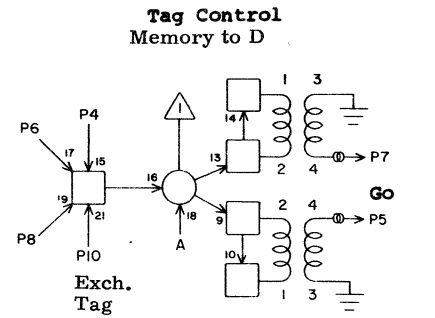 Tag Control
Memory to D
1
1 3
14
P6 P4
17 15
16 13
2 4 P7
Go
19 21
18 9
2 4 P5
P8 P10 A
10
Exch.
Tag
1 3